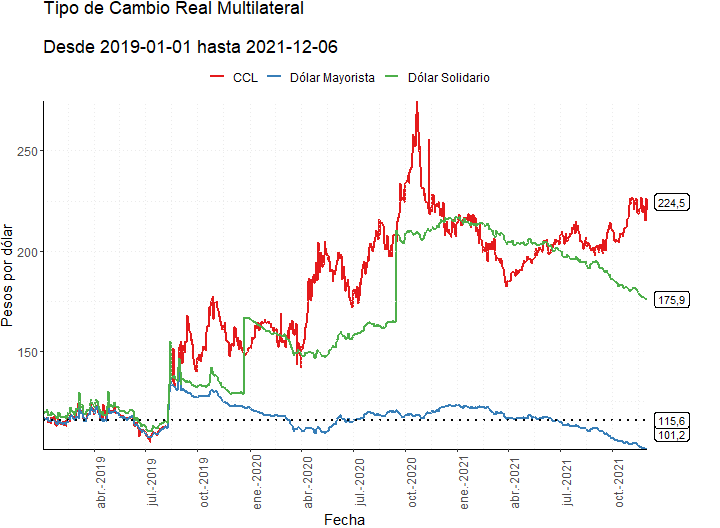 Tipo de Cambio Real Multilateral
Desde 2019-01-01 hasta 2021-12-06
CCL Dólar Mayorista Dólar Solidario
Pesos por dólar
250
200
150
224,5
175,9
115,6
101,2
abr.-2019 jul.-2019 oct.-2019 ene.-2020 abr.-2020 jul.-2020 oct.-2020 ene.-2021 abr.-2021 jul.-2021 oct.-2021
Fecha